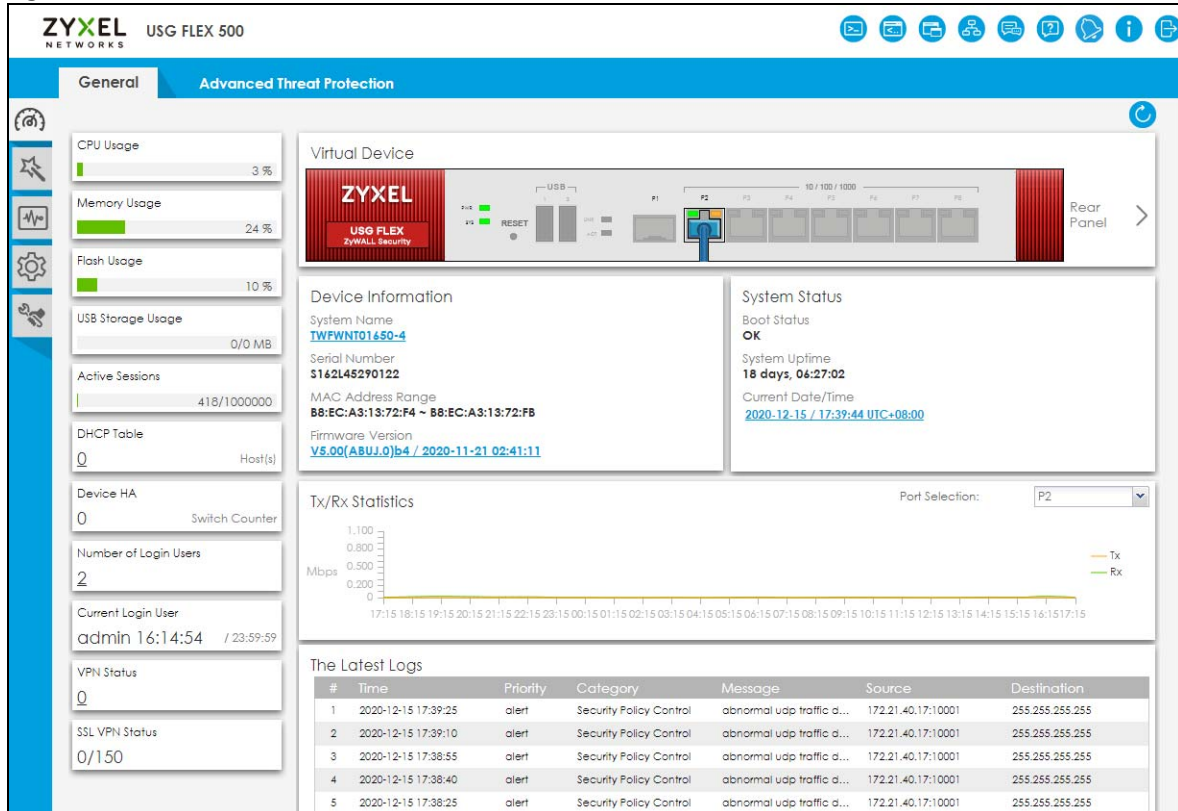 ZYXEL NETWORKS USG FLEX 500
General Advanced Threat Protection
CPU Usage
3 %
Memory Usage
24 %
Flash Usage
10 %
USB Storage Usage
0/0 MB
Active Sessions
418/1000000
DHCP Table
0 Host(s)
Device HA
0 Switch Counter
Number of Login Users
2
Current Login User
admin 16:14:54 / 23:59:59
VPN Status
0
SSL VPN Status
0/150
Virtual Device
ZYXEL
USG FLEX
ZyWALL Security
PWR
SYS
RESET
USB
1 2
P1 P2 P3 P4 P5 P6 P7 P8
10 / 100 / 1000
Rear
Panel
Device Information
System Name
TWFWNT01650-4
Serial Number
S162L45290122
MAC Address Range
B8:EC:A3:13:72:F4 ~ B8:EC:A3:13:72:FB
Firmware Version
V5.00(ABUJ.0)b4 / 2020-11-21 02:41:11
System Status
Boot Status
OK
System Uptime
18 days, 06:27:02
Current Date/Time
2020-12-15 / 17:39:44 UTC+08:00
Tx/Rx Statistics
Port Selection: P2
1.100
0.800
Mbps 0.500
0.200
0
17:15 18:15 19:15 20:15 21:15 22:15 23:15 00:15 01:15 02:15 03:15 04:15 05:15 06:15 07:15 08:15 09:15 10:15 11:15 12:15 13:15 14:15 15:15 16:15 17:15
Tx
Rx
The Latest Logs
# Time Priority Category Message Source Destination
1 2020-12-15 17:39:25 alert Security Policy Control abnormal udp traffic d... 172.21.40.17:10001 255.255.255.255
2 2020-12-15 17:39:10 alert Security Policy Control abnormal udp traffic d... 172.21.40.17:10001 255.255.255.255
3 2020-12-15 17:38:55 alert Security Policy Control abnormal udp traffic d... 172.21.40.17:10001 255.255.255.255
4 2020-12-15 17:38:40 alert Security Policy Control abnormal udp traffic d... 172.21.40.17:10001 255.255.255.255
5 2020-12-15 17:38:25 alert Security Policy Control abnormal udp traffic d... 172.21.40.17:10001 255.255.255.255